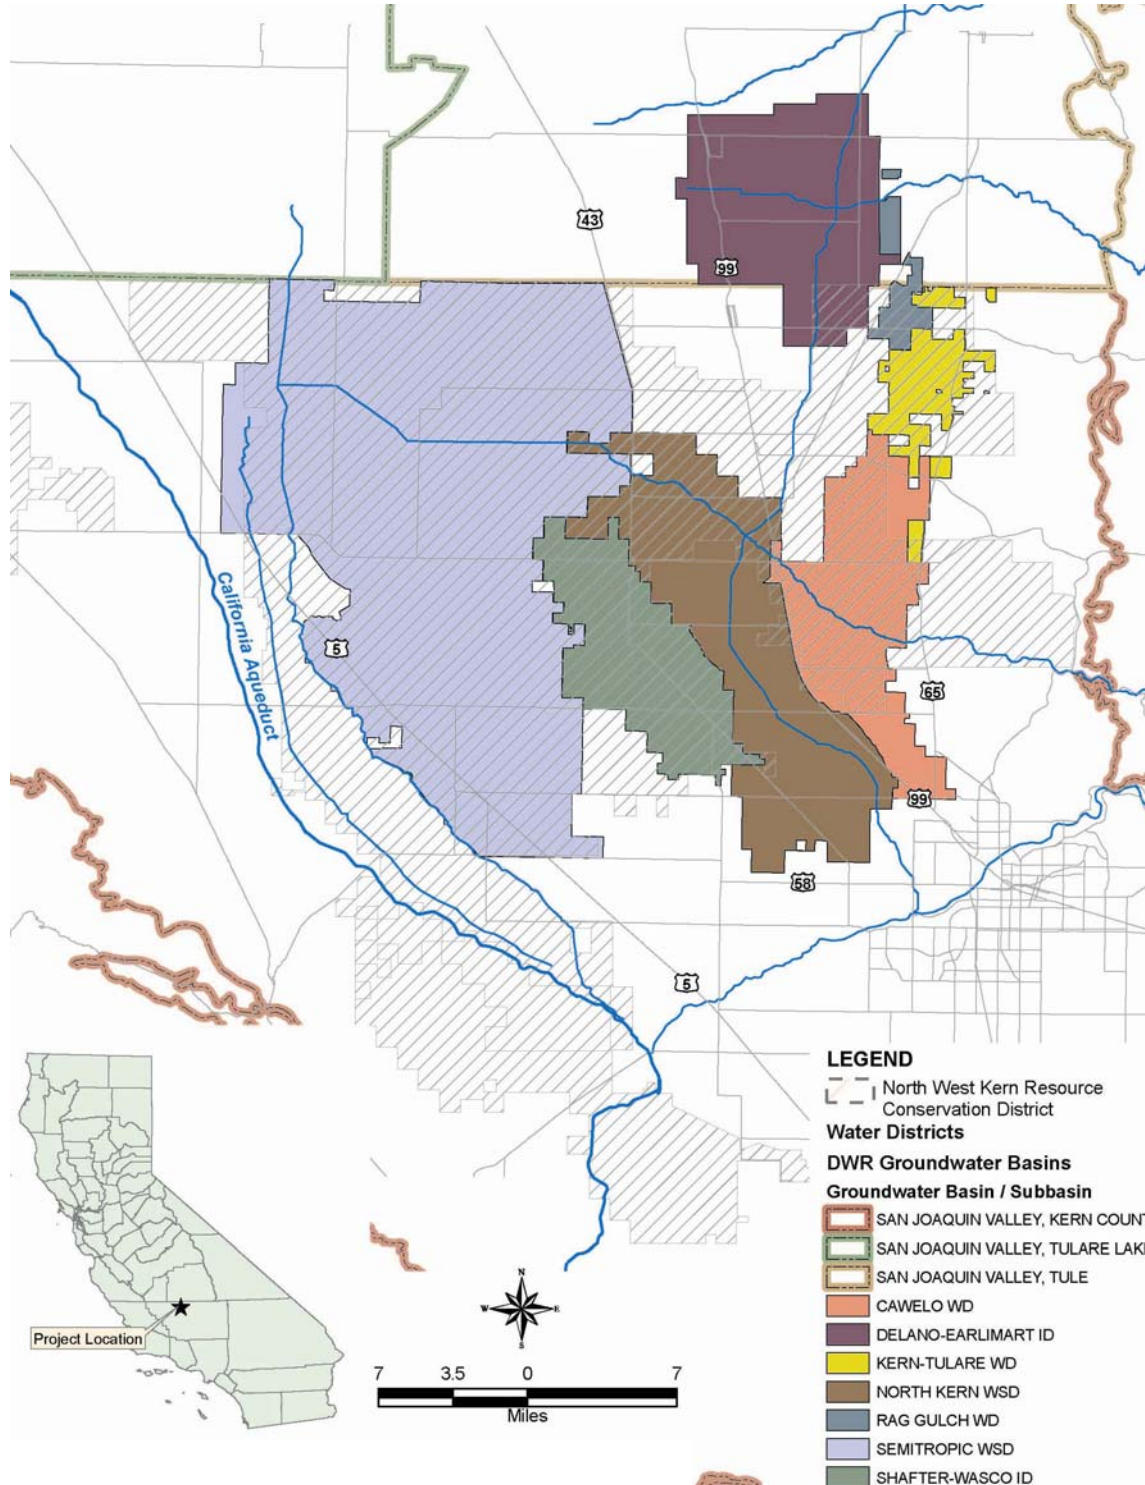 43
99
California Aqueduct
5
65
99
58
5
LEGEND
North West Kern Resource
Conservation District
Water Districts
DWR Groundwater Basins
Groundwater Basin / Subbasin
SAN JOAQUIN VALLEY, KERN COUNT
SAN JOAQUIN VALLEY, TULARE LAKE
SAN JOAQUIN VALLEY, TULE
CAWELO WD
DELANO-EARLIMART ID
KERN-TULARE WD
NORTH KERN WSD
RAG GULCH WD
SEMITROPIC WSD
SHAFTER-WASCO ID
Project Location
N
W E
S
7 3.5 0 7
Miles